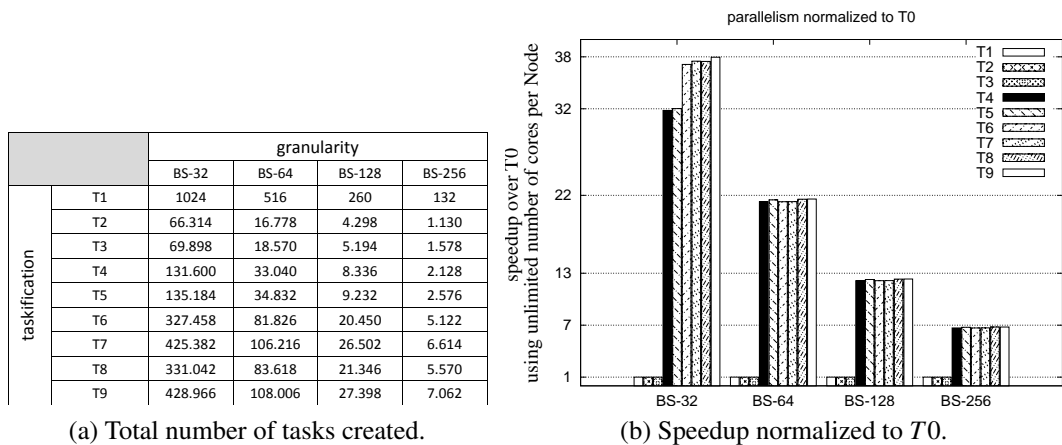 granularity
BS-32 BS-64 BS-128 BS-256
taskification
T1 1024 516 260 132
T2 66.314 16.778 4.298 1.130
T3 69.898 18.570 5.194 1.578
T4 131.600 33.040 8.336 2.128
T5 135.184 34.832 9.232 2.576
T6 327.458 81.826 20.450 5.122
T7 425.382 106.216 26.502 6.614
T8 331.042 83.618 21.346 5.570
T9 428.966 108.006 27.398 7.062
(a) Total number of tasks created.
parallelism normalized to T0
speedup over T0
using unlimited number of cores per Node
38
32
22
13
7
1
T1
T2
T3
T4
T5
T6
T7
T8
T9
BS-32 BS-64 BS-128 BS-256
(b) Speedup normalized to T0.